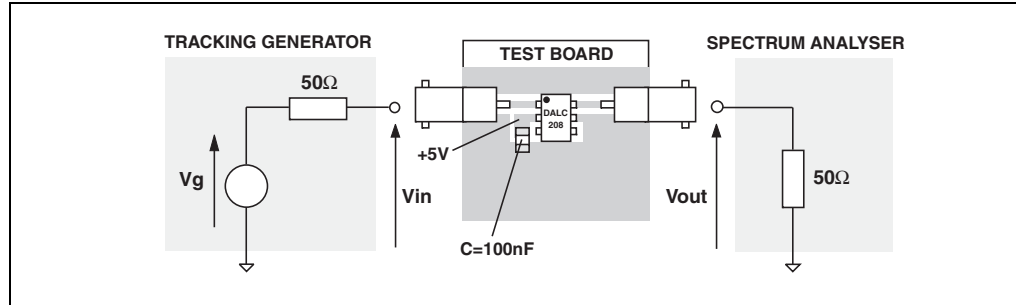 TRACKING GENERATOR
TEST BOARD
SPECTRUM ANALYSER
50Ω
DALC
208
+5V
Vg
Vin
Vout
50Ω
C=100nF